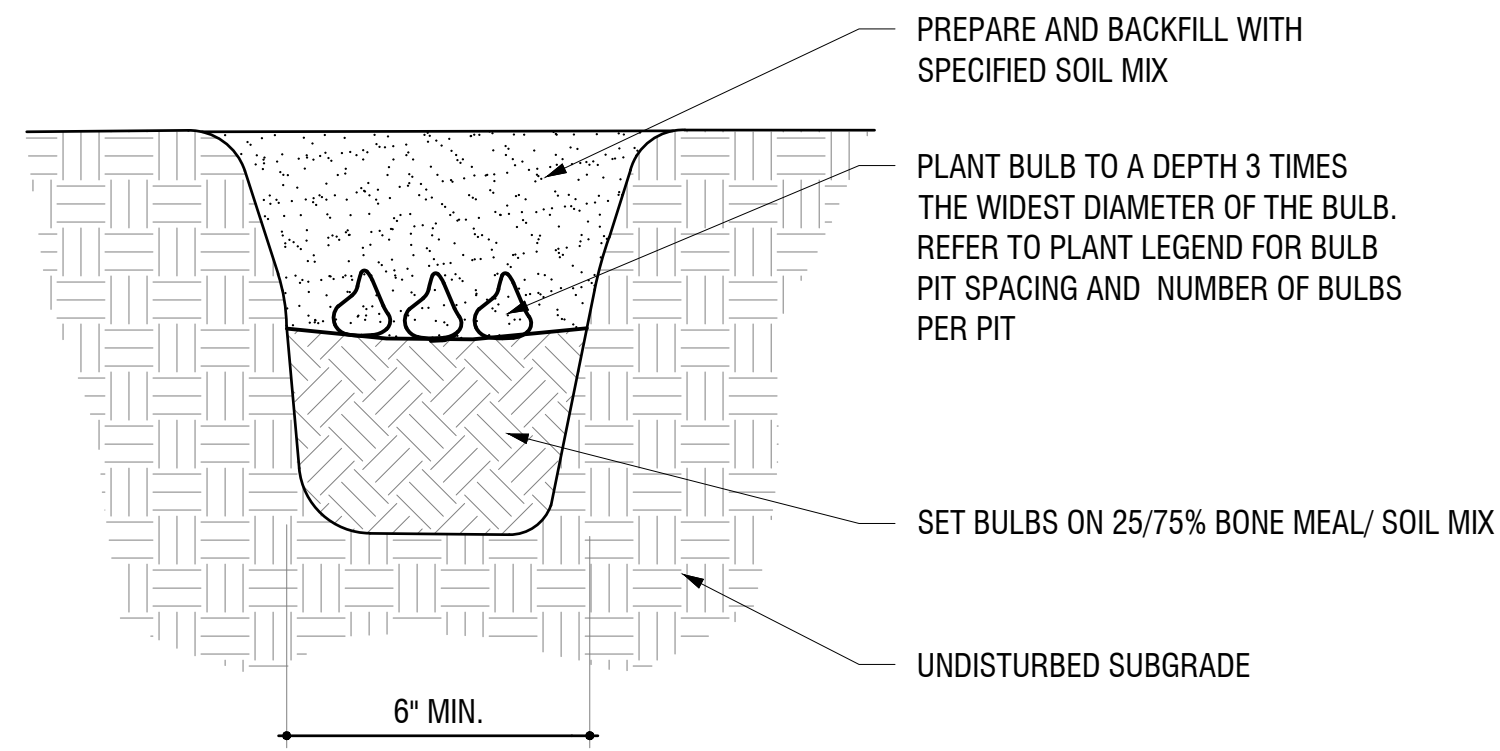 PREPARE AND BACKFILL WITH
SPECIFIED SOIL MIX
PLANT BULB TO A DEPTH 3 TIMES
THE WIDEST DIAMETER OF THE BULB.
REFER TO PLANT LEGEND FOR BULB
PIT SPACING AND  NUMBER OF BULBS
PER PIT
SET BULBS ON 25/75% BONE MEAL/ SOIL MIX
UNDISTURBED SUBGRADE
6" MIN.